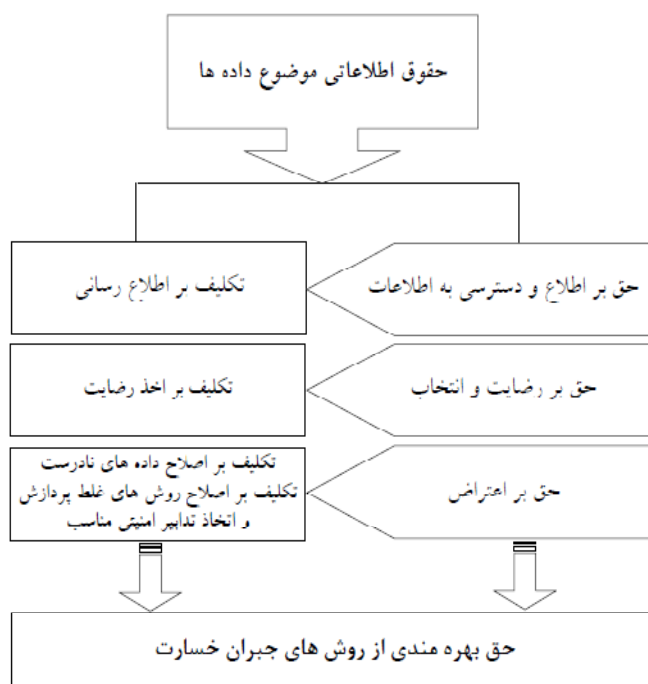 حقوق اطلاعاتی موضوع داده ها
حق بر اطلاع و دسترسی به اطلاعات
تکلیف بر اطلاع رسانی
حق بر رضایت و انتخاب
تکلیف بر اخذ رضایت
حق بر اعتراض
تکلیف بر اصلاح داده های نادرست
تکلیف بر اصلاح روش های غلط پردازش
و اتخاذ تدابیر امنیتی مناسب
حق بهره مندی از روش های جبران خسارت